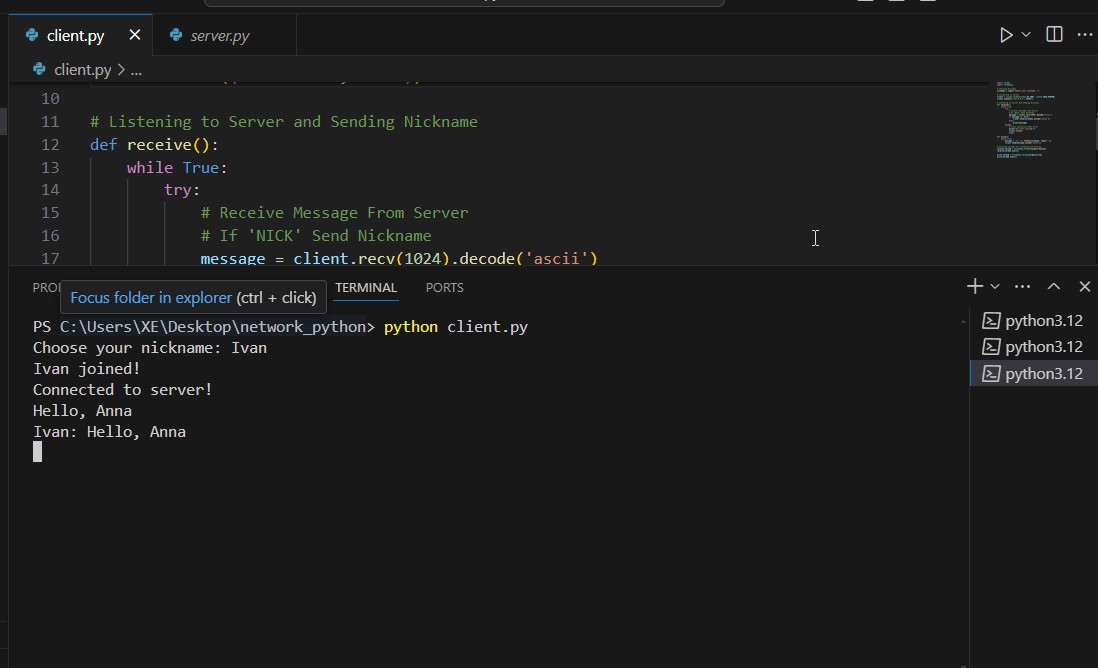 client.py
server.py
client.py > ...
10
11 # Listening to Server and Sending Nickname
12 def receive():
13 while True:
14 try:
15 # Receive Message From Server
16 # If 'NICK' Send Nickname
17 message = client.recv(1024).decode('ascii')
Focus folder in explorer (ctrl + click)
TERMINAL
PORTS
PS C:\Users\XE\Desktop\network_python> python client.py
Choose your nickname: Ivan
Ivan joined!
Connected to server!
Hello, Anna
Ivan: Hello, Anna
python3.12
python3.12
python3.12